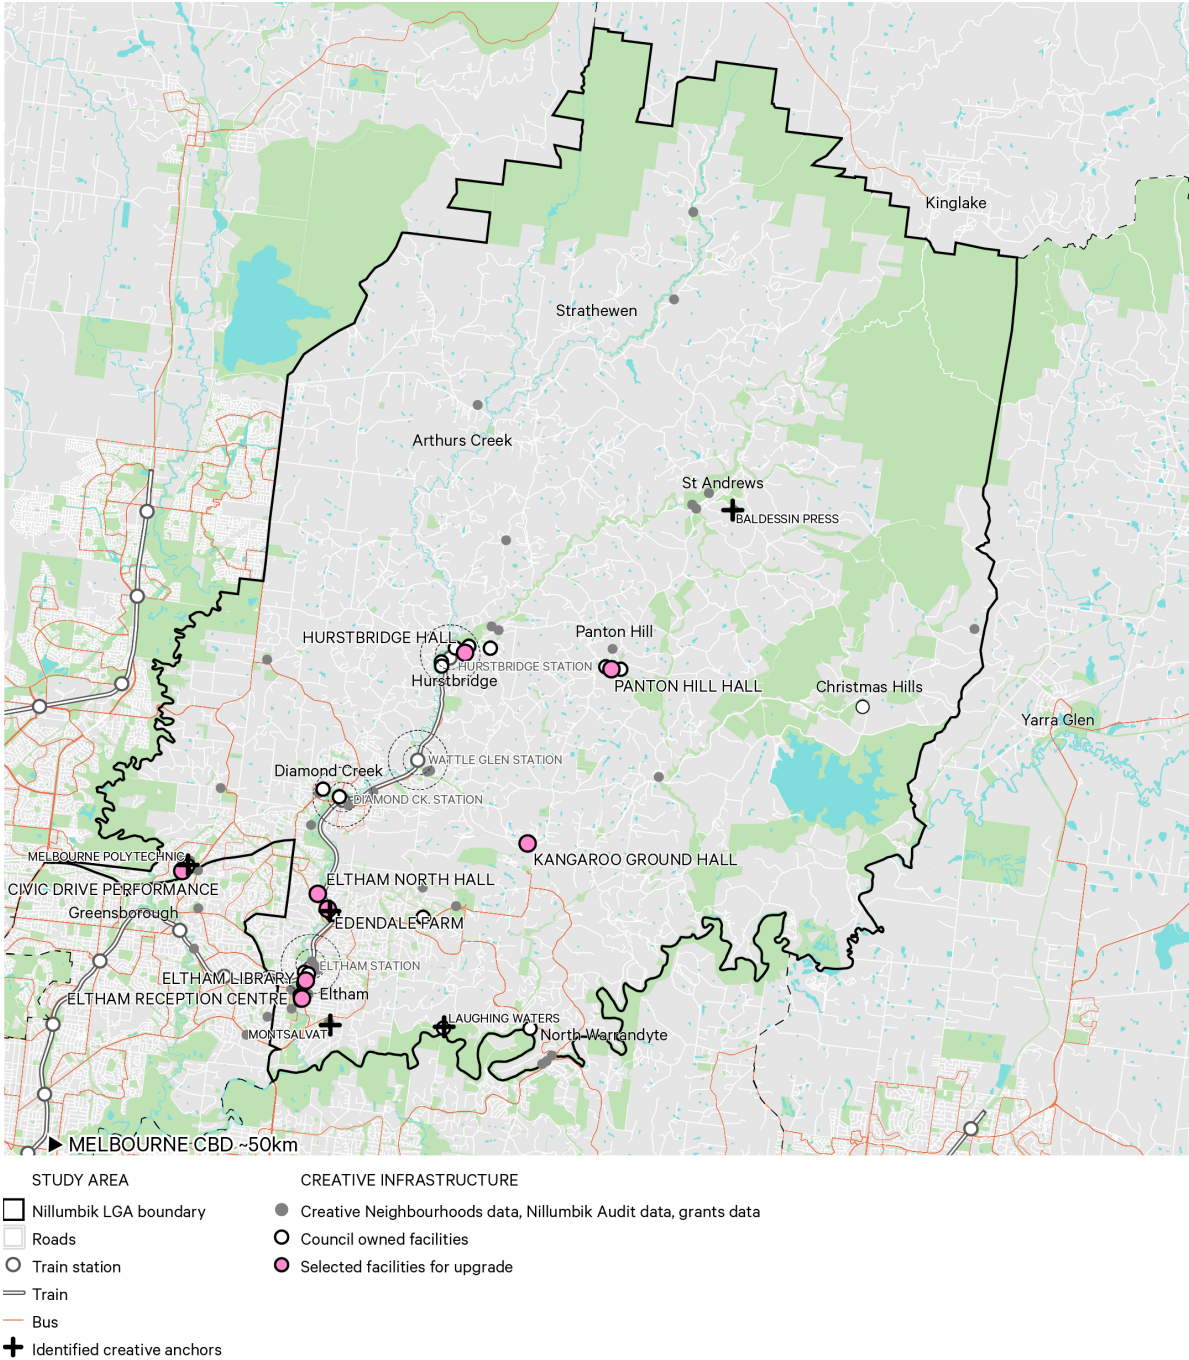 Kinglake
Strathewen
Arthurs Creek
St Andrews
BALDESSIN PRESS
HURSTBRIDGE HALL
Panton Hill
HURSTBRIDGE STATION
Hurstbridge
PANTON HILL HALL
Christmas Hills
Yarra Glen
WATTLE GLEN STATION
Diamond Creek
DIAMOND CK. STATION
MELBOURNE POLYTECHNIC
KANGAROO GROUND HALL
CIVIC DRIVE PERFORMANCE
ELTHAM NORTH HALL
Greensborough
EDENDALE FARM
ELTHAM STATION
ELTHAM LIBRARY
ELTHAM RECEPTION CENTRE
Eltham
LAUGHING WATERS
MONTSALVAT
North Warrandyte
MELBOURNE CBD ~50km
STUDY AREA
Nillumbik LGA boundary
Roads
Train station
Train
Bus
Identified creative anchors
CREATIVE INFRASTRUCTURE
Creative Neighbourhoods data, Nillumbik Audit data, grants data
Council owned facilities
Selected facilities for upgrade